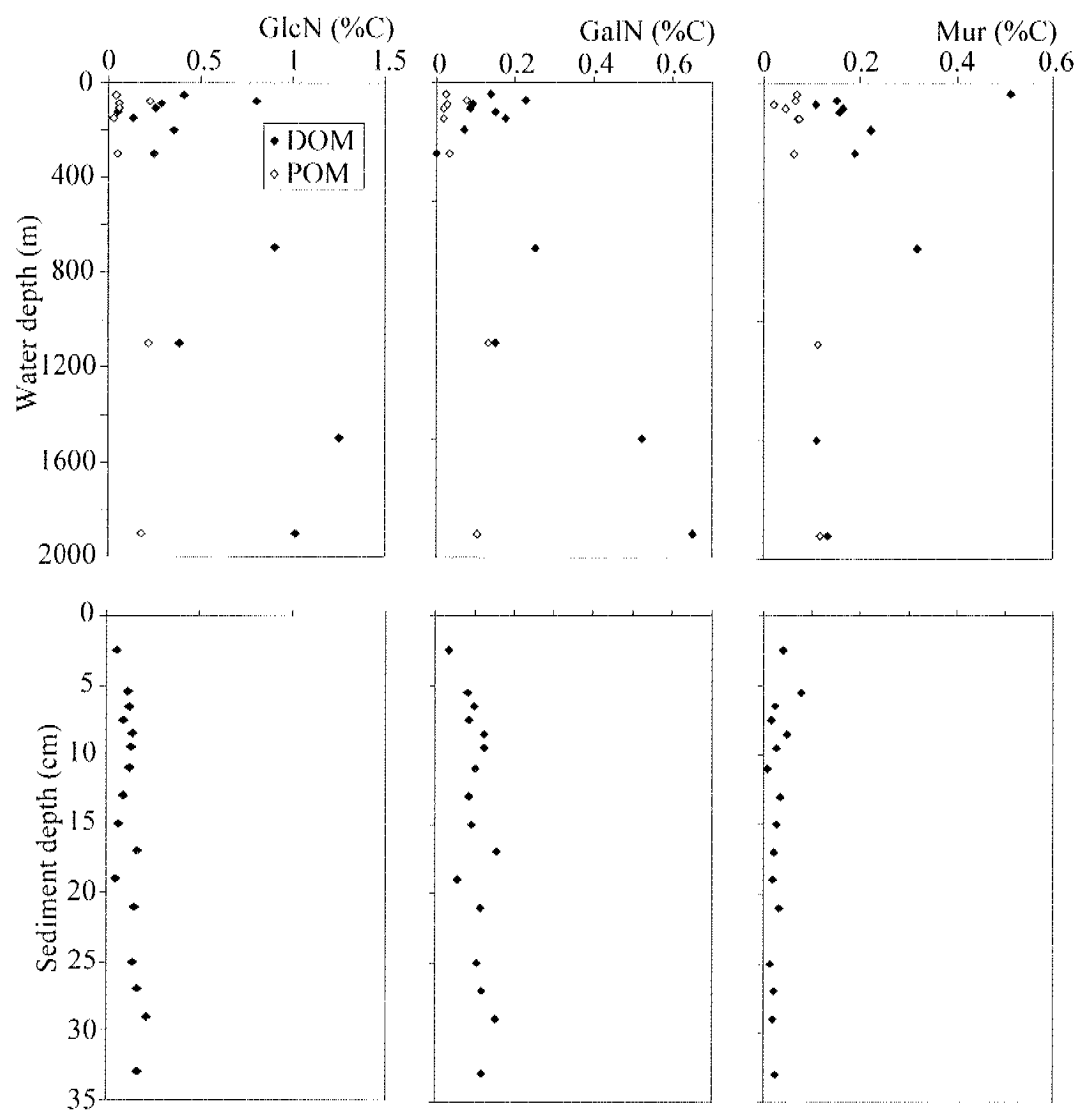 GlcN (%C)
GalN (%C)
Mur (%C)
0 0.5 1 1.5
0 0.2 0.4 0.6
0 0.2 0.4 0.6
0
400
800
1200
1600
2000
Water depth (m)
DOM
POM
0
5
10
15
20
25
30
35
Sediment depth (cm)